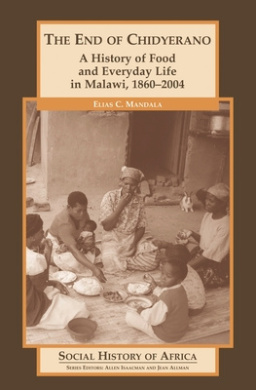 The End of Chidyerano
A History of Food
and Everyday Life
in Malawi, 1860–2004
Elias C. Mandala
Social History of Africa
Series Editors: Allen Isaacman and Jean Allman